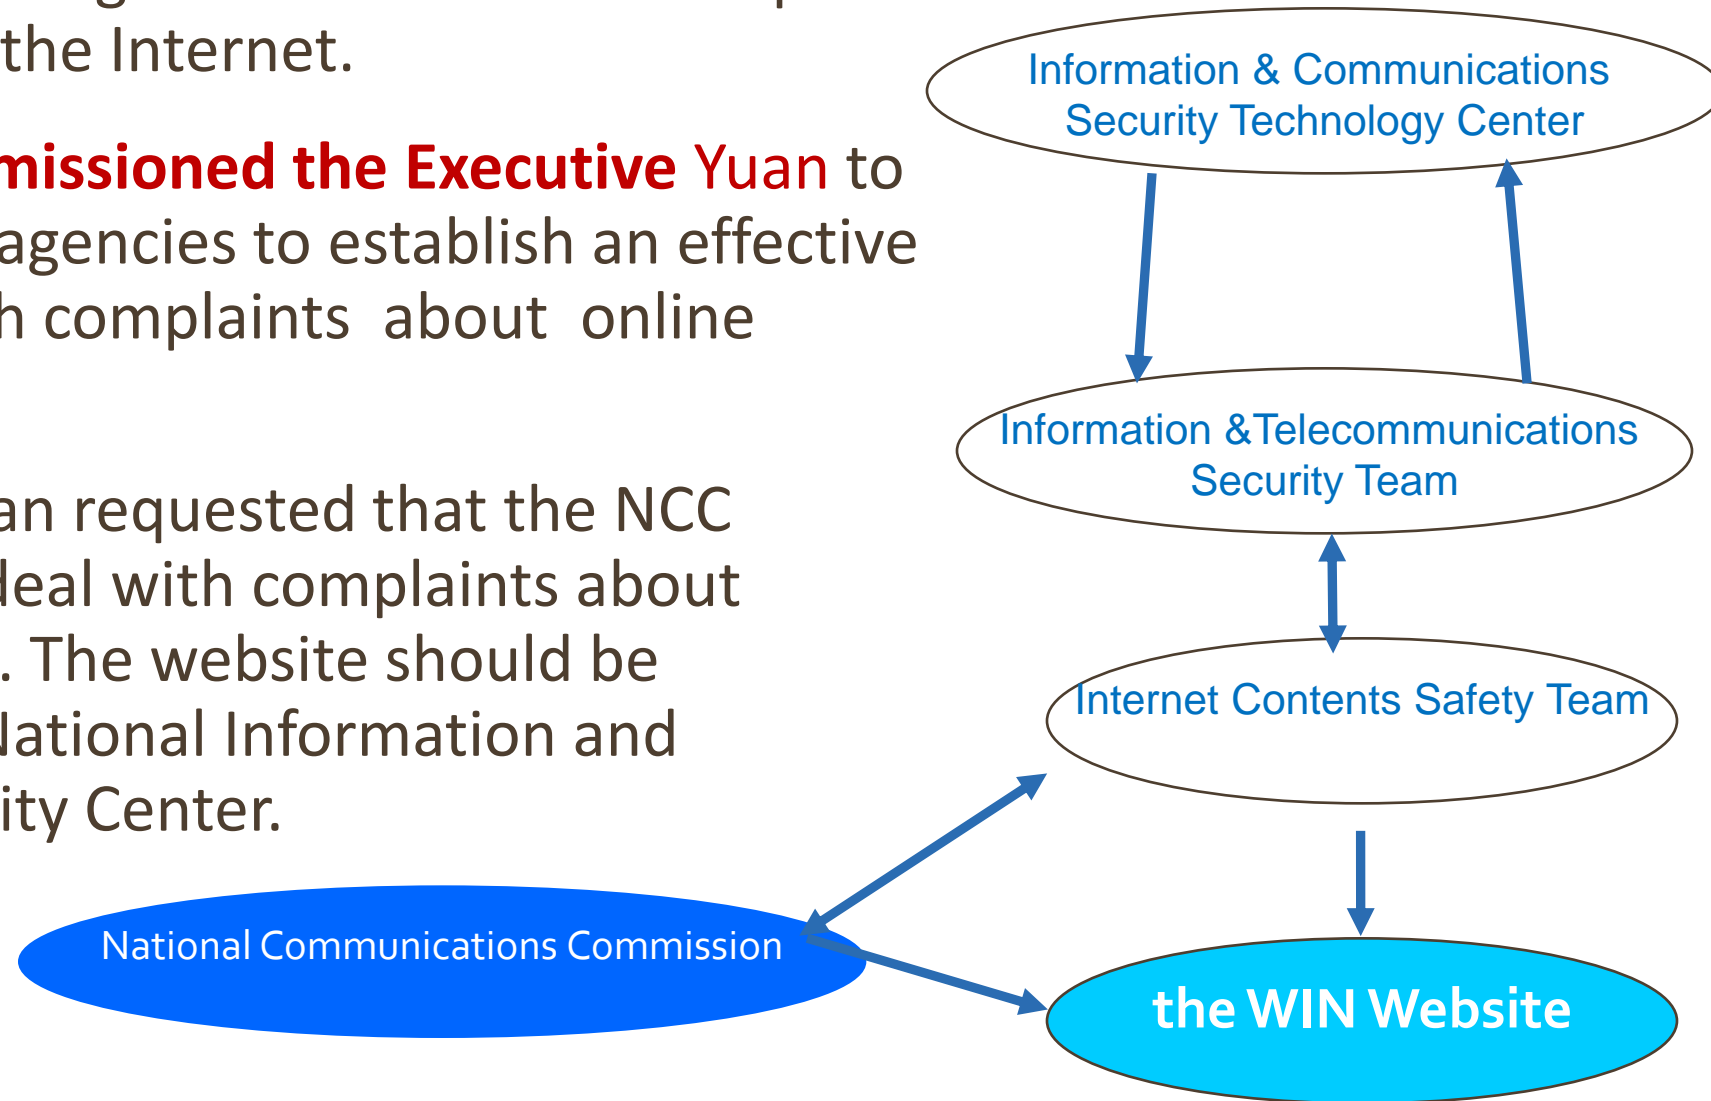 the Internet.
missioned the Executive Yuan to
agencies to establish an effective
h complaints about online
an requested that the NCC
deal with complaints about
. The website should be
National Information and
ity Center.
Information & Communications
Security Technology Center
Information &Telecommunications
Security Team
Internet Contents Safety Team
National Communications Commission
the WIN Website